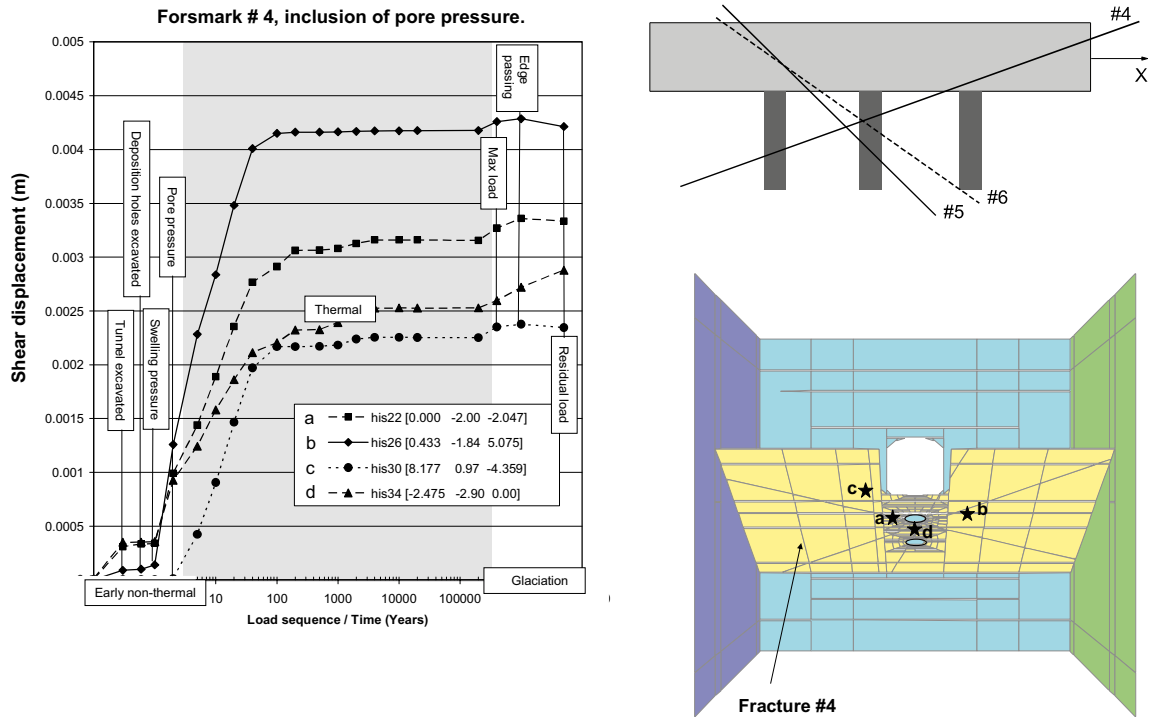 Forsmark # 4, inclusion of pore pressure.
Shear displacement (m)
0.005
0.0045
0.004
0.0035
0.003
0.0025
0.002
0.0015
0.001
0.0005
Tunnel excavated
Deposition holes excavated
Swelling pressure
Pore pressure
Thermal
Max load
Edge passing
Residual load
a his22 [0.000 -2.00 -2.047]
b his26 [0.433 -1.84 5.075]
c his30 [8.177 0.97 -4.359]
d his34 [-2.475 -2.90 0.00]
Early non-thermal
10
100
1000
10000
100000
Glaciation
Load sequence / Time (Years)
#4
X
#6
#5
c
a
b
d
Fracture #4